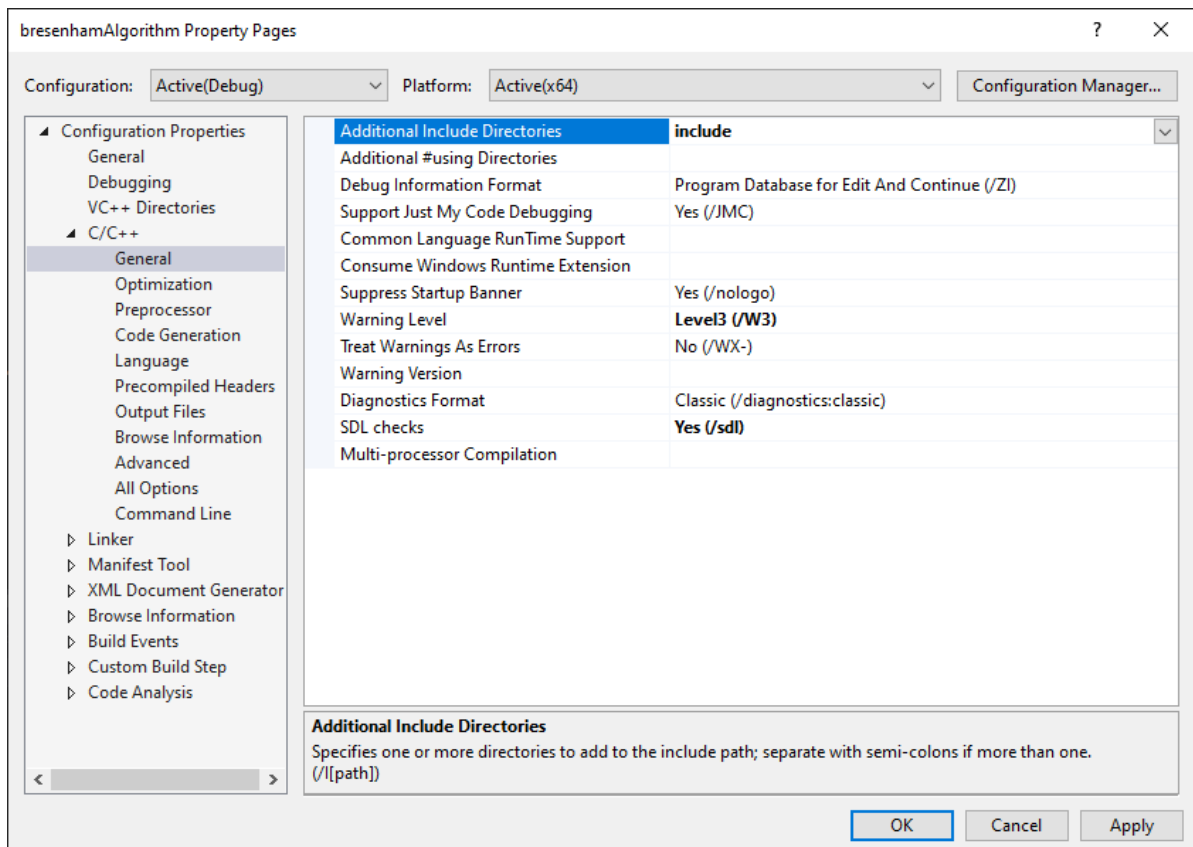 bresenhamAlgorithm Property Pages
?
Configuration: Active(Debug) Platform: Active(x64) Configuration Manager...
Configuration Properties
General
Debugging
VC++ Directories
C/C++
General
Optimization
Preprocessor
Code Generation
Language
Precompiled Headers
Output Files
Browse Information
Advanced
All Options
Command Line
Linker
Manifest Tool
XML Document Generator
Browse Information
Build Events
Custom Build Step
Code Analysis
Additional Include Directories include
Additional #using Directories
Debug Information Format Program Database for Edit And Continue (/ZI)
Support Just My Code Debugging Yes (/JMC)
Common Language RunTime Support
Consume Windows Runtime Extension
Suppress Startup Banner Yes (/nologo)
Warning Level Level3 (/W3)
Treat Warnings As Errors No (/WX-)
Warning Version
Diagnostics Format Classic (/diagnostics:classic)
SDL checks Yes (/sdl)
Multi-processor Compilation
Additional Include Directories
Specifies one or more directories to add to the include path; separate with semi-colons if more than one.
(/I[path])
OK Cancel Apply